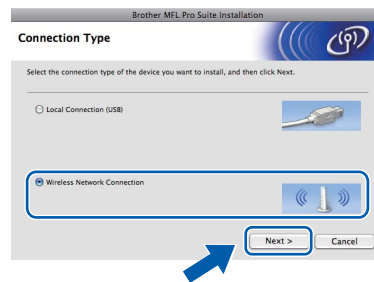 Brother MFL Pro Suite Installation
Connection Type
Select the connection type of the device you want to install, and then click Next.
Local Connection (USB)
Wireless Network Connection
Next >
Cancel